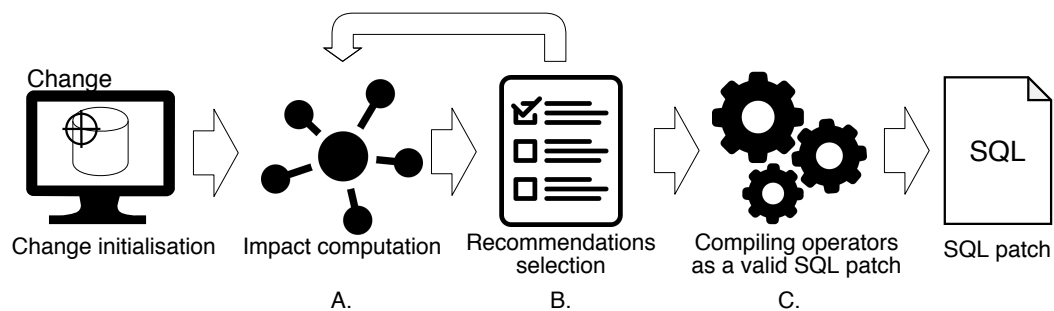 Change
SQL
Change initialisation
Impact computation
Recommendations
selection
Compiling operators
as a valid SQL patch
SQL patch
A.
B.
C.